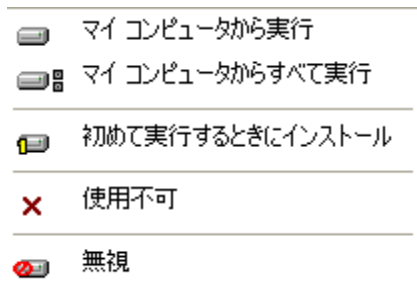 マイ コンピュータから実行
マイ コンピュータからすべて実行
初めて実行するときにインストール
使用不可
無視